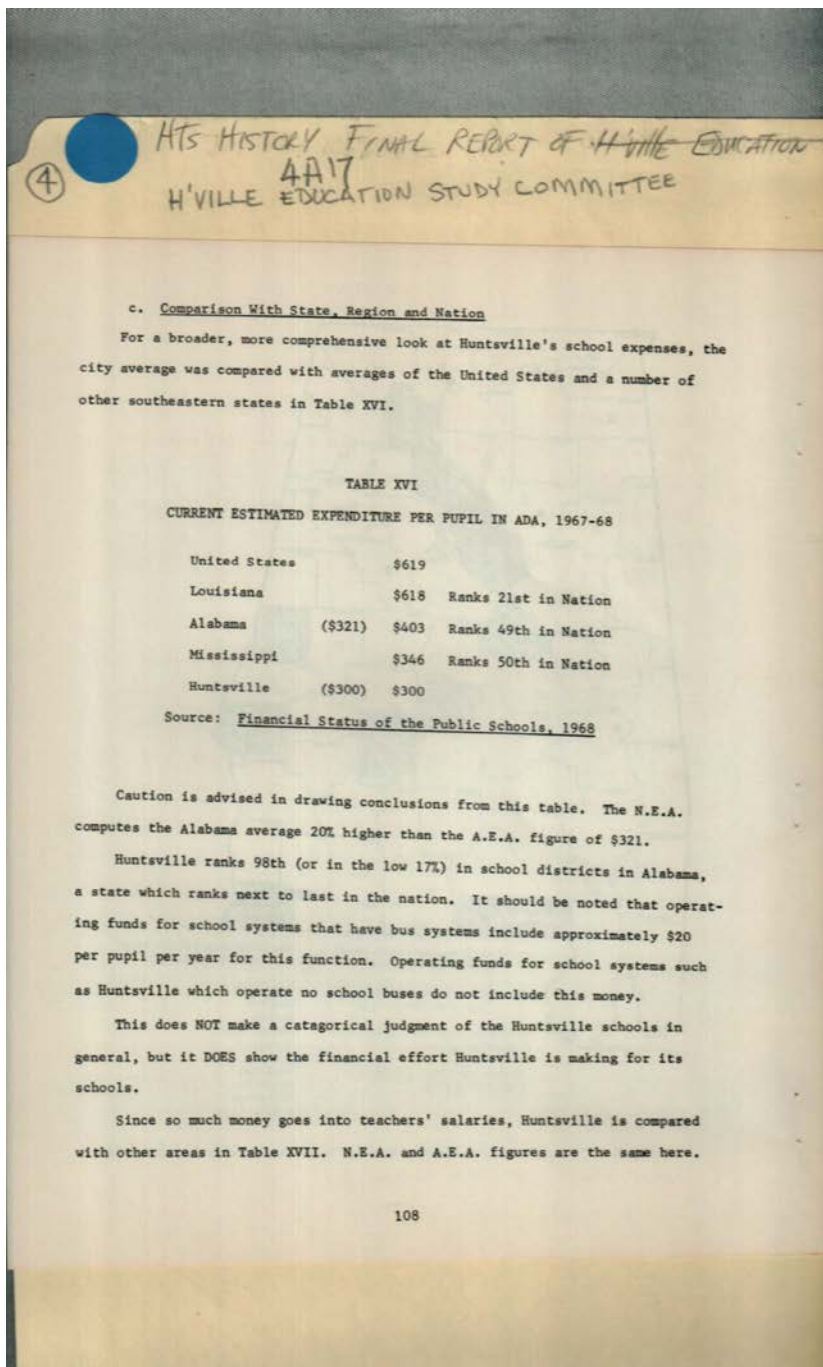 HTS HISTORY FINAL REPORT OF H'ville EDUCATION
4A17
④ H'VILLE EDUCATION STUDY COMMITTEE
c. Comparison With State, Region and Nation
For a broader, more comprehensive look at Huntsville's school expenses, the
city average was compared with averages of the United States and a number of
other southeastern states in Table XVI.
TABLE XVI
CURRENT ESTIMATED EXPENDITURE PER PUPIL IN ADA, 1967-68
United States $619
Louisiana $618 Ranks 21st in Nation
Alabama ($321) $403 Ranks 49th in Nation
Mississippi $346 Ranks 50th in Nation
Huntsville ($300) $300
Source: Financial Status of the Public Schools, 1968
Caution is advised in drawing conclusions from this table. The N.E.A.
computes the Alabama average 20% higher than the A.E.A. figure of $321.
Huntsville ranks 98th (or in the low 17%) in school districts in Alabama,
a state which ranks next to last in the nation. It should be noted that operat-
ing funds for school systems that have bus systems include approximately $20
per pupil per year for this function. Operating funds for school systems such
as Huntsville which operate no school buses do not include this money.
This does NOT make a catagorical judgment of the Huntsville schools in
general, but it DOES show the financial effort Huntsville is making for its
schools.
Since so much money goes into teachers' salaries, Huntsville is compared
with other areas in Table XVII. N.E.A. and A.E.A. figures are the same here.
108